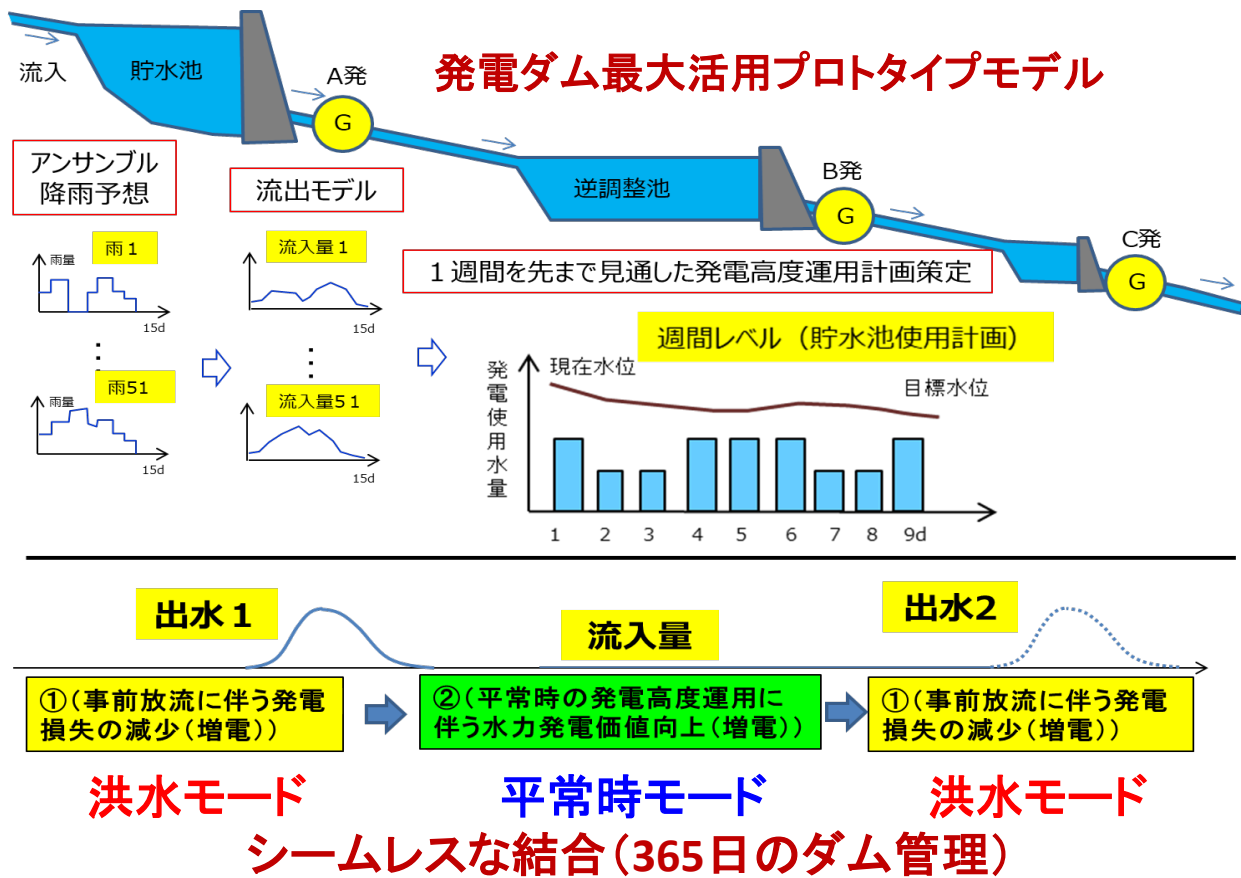 発電ダム最大活用プロトタイプモデル
流入
貯水池
A発
G
アンサンブル
降雨予想
流出モデル
逆調整池
B発
G
C発
G
雨１
雨量
15d
⋮
雨51
雨量
15d
流入量１
15d
⋮
流入量５１
15d
１週間を先まで見通した発電高度運用計画策定
週間レベル（貯水池使用計画）
発電使用水量
現在水位
目標水位
1 2 3 4 5 6 7 8 9d
出水１
流入量
出水2
①（事前放流に伴う発電
損失の減少（増電））
②（平常時の発電高度運用に
伴う水力発電価値向上（増電））
①（事前放流に伴う発電
損失の減少（増電））
洪水モード
平常時モード
洪水モード
シームレスな結合（365日のダム管理）